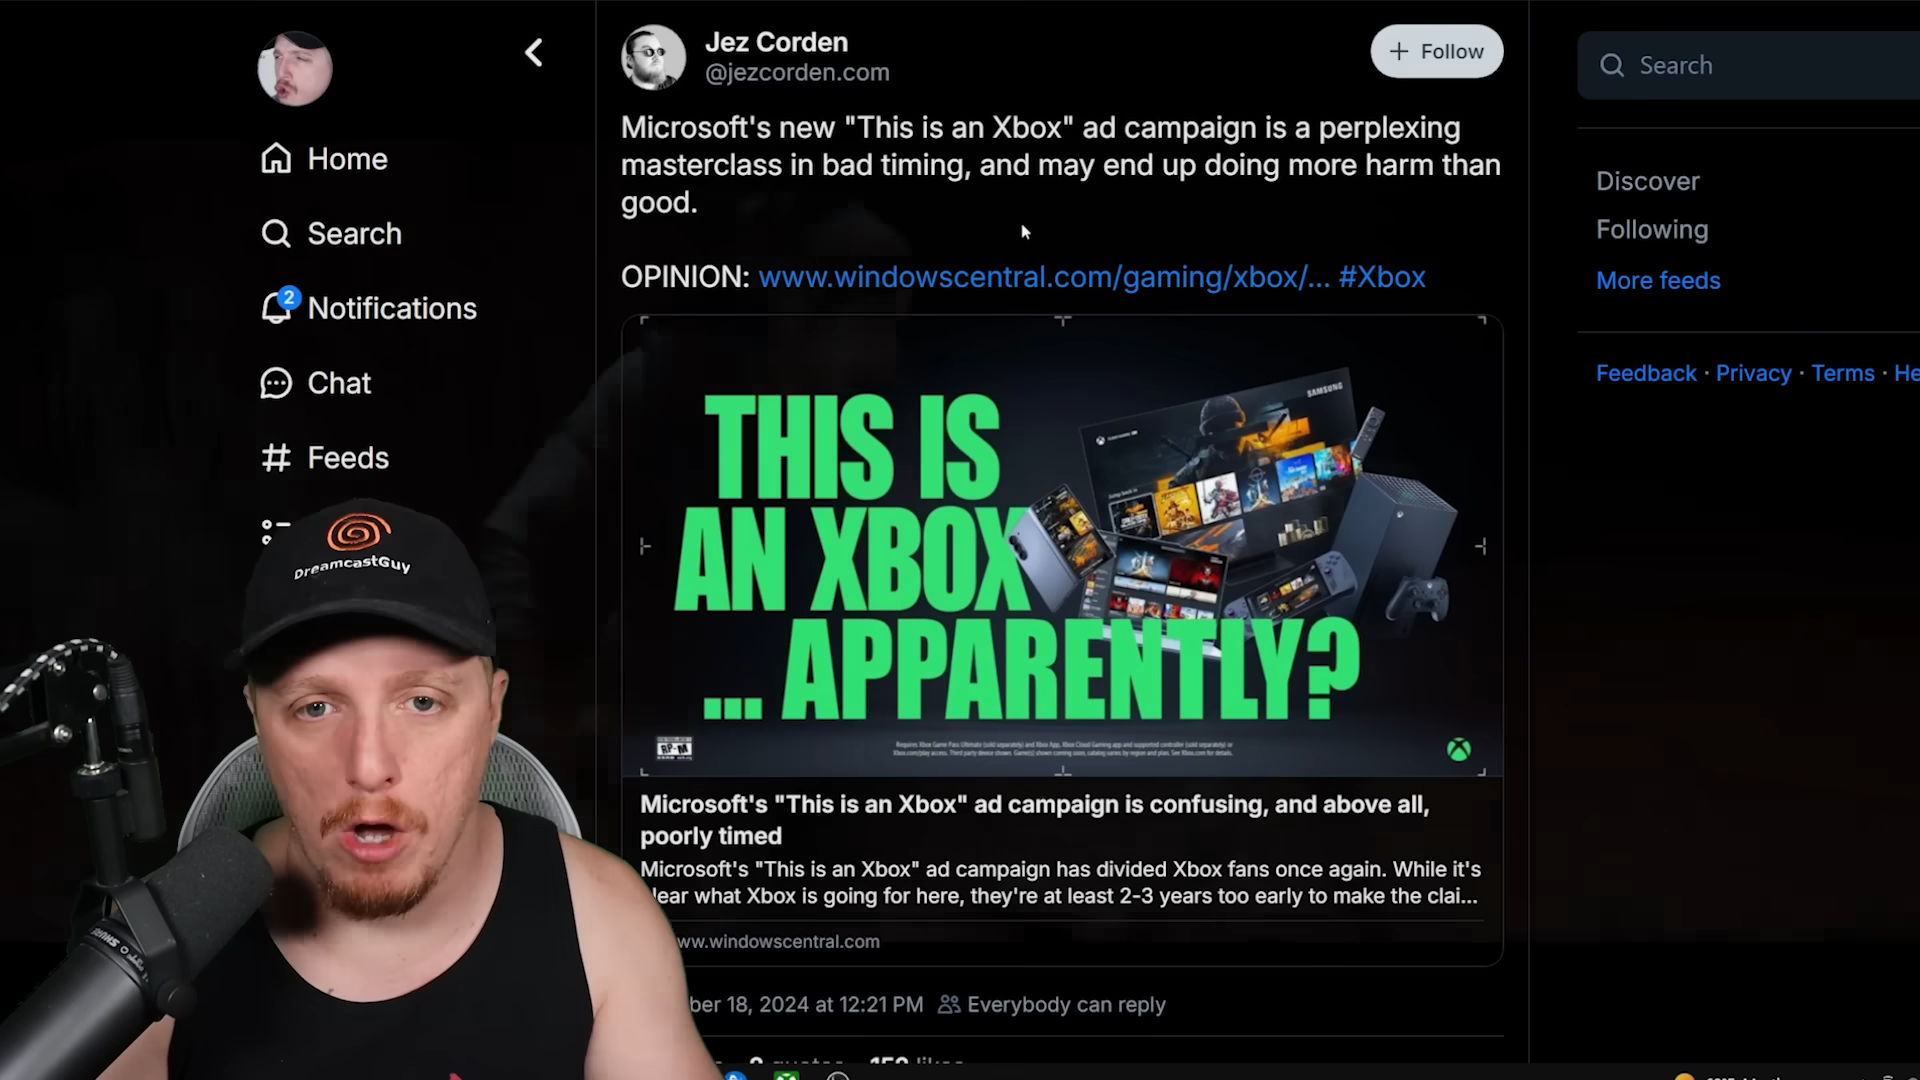 Jez Corden
@jezcorden.com
+ Follow
Search
Home
Search
2
Notifications
Chat
Feeds
Microsoft's new "This is an Xbox" ad campaign is a perplexing
masterclass in bad timing, and may end up doing more harm than
good.
OPINION: www.windowscentral.com/gaming/xbox/... #Xbox
SAMSUNG
THIS IS
AN XBOX
... APPARENTLY?
RP-M
Microsoft's "This is an Xbox" ad campaign is confusing, and above all,
poorly timed
Microsoft's "This is an Xbox" ad campaign has divided Xbox fans once again. While it's
lear what Xbox is going for here, they're at least 2-3 years too early to make the clai...
ww.windowscentral.com
ber 18, 2024 at 12:21 PM
Everybody can reply
Discover
Following
More feeds
Feedback · Privacy · Terms · He
DreamcastGuy
SHURE